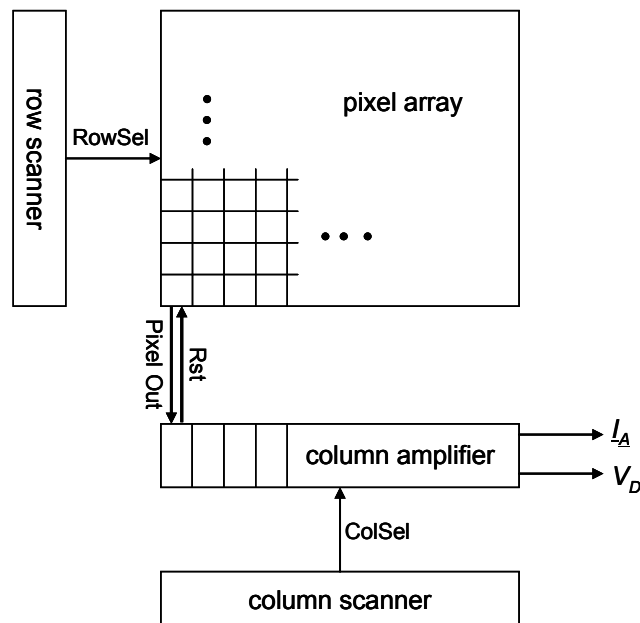 row scanner
RowSel
pixel array
Pixel Out
Rst
column amplifier
I_A
V_D
ColSel
column scanner